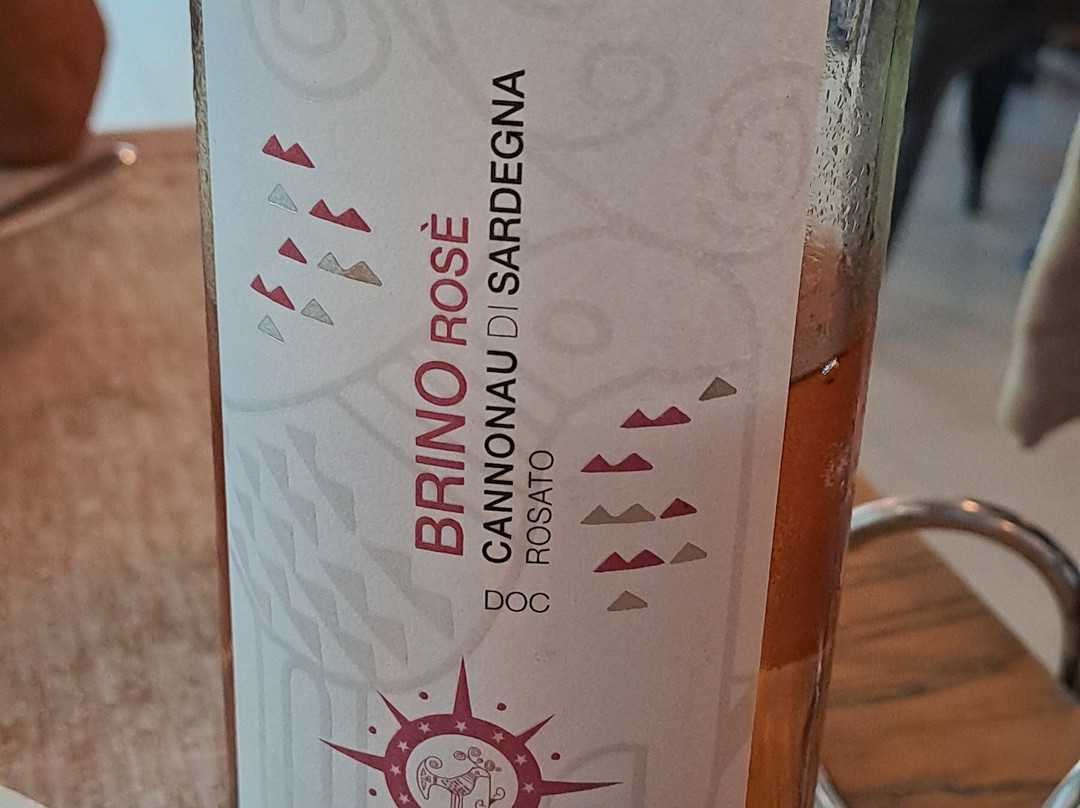 BRINO ROSÈ
CANNONAU DI SARDEGNA
DOC ROSATO